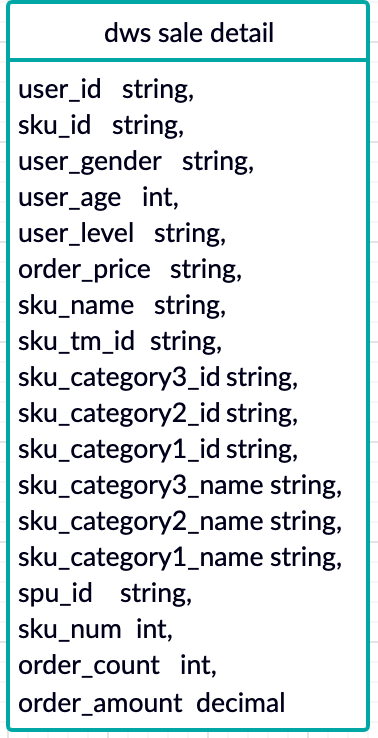 dws sale detail
user_id string,
sku_id string,
user_gender string,
user_age int,
user_level string,
order_price string,
sku_name string,
sku_tm_id string,
sku_category3_id string,
sku_category2_id string,
sku_category1_id string,
sku_category3_name string,
sku_category2_name string,
sku_category1_name string,
spu_id string,
sku_num int,
order_count int,
order_amount decimal